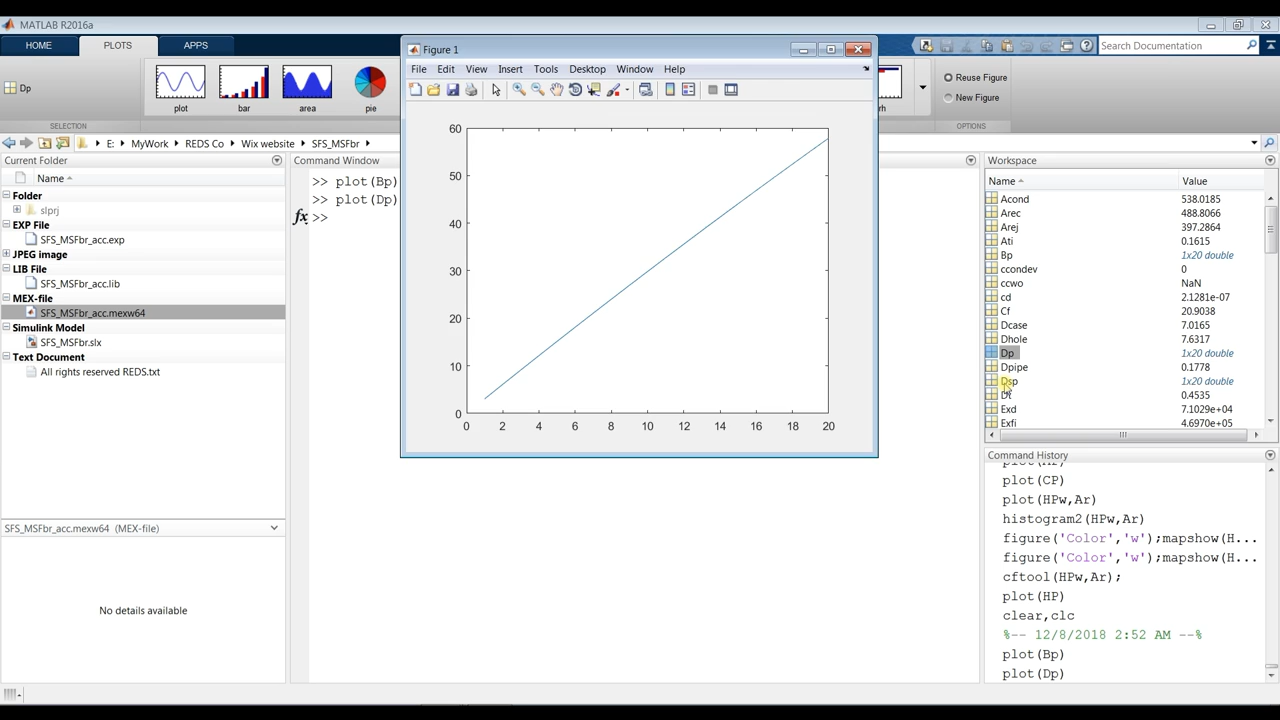 MATLAB R2016a
HOME
PLOTS
APPS
Search Documentation
Dp
plot
bar
area
pie
rh
Reuse Figure
New Figure
SELECTION
OPTIONS
E: MyWork REDS Co Wix website SFS_MSFbr
Current Folder
Name
Folder
slprj
EXP File
SFS_MSFbr_acc.exp
JPEG image
LIB File
SFS_MSFbr_acc.lib
MEX-file
SFS_MSFbr_acc.mexw64
Simulink Model
SFS_MSFbr.slx
Text Document
All rights reserved REDS.txt
SFS_MSFbr_acc.mexw64 (MEX-file)
No details available
Command Window
>> plot(Bp)
>> plot(Dp)
fx >>
Figure 1
File Edit View Insert Tools Desktop Window Help
60
50
40
30
20
10
0
0 2 4 6 8 10 12 14 16 18 20
Workspace
Name Value
Acond 538.0185
Arec 488.8066
Arej 397.2864
Ati 0.1615
Bp 1x20 double
ccondev 0
ccwo NaN
cd 2.1281e-07
Cf 20.9038
Dcase 7.0165
Dhole 7.6317
Dp 1x20 double
Dpipe 0.1778
Dsp 1x20 double
Dt 0.4535
Exd 7.1029e+04
Exfi 4.6970e+05
Command History
plot(CP)
plot(HPw,Ar)
histogram2(HPw,Ar)
figure('Color','w');mapshow(H...
figure('Color','w');mapshow(H...
cftool(HPw,Ar);
plot(HP)
clear,clc
%-- 12/8/2018 2:52 AM --%
plot(Bp)
plot(Dp)